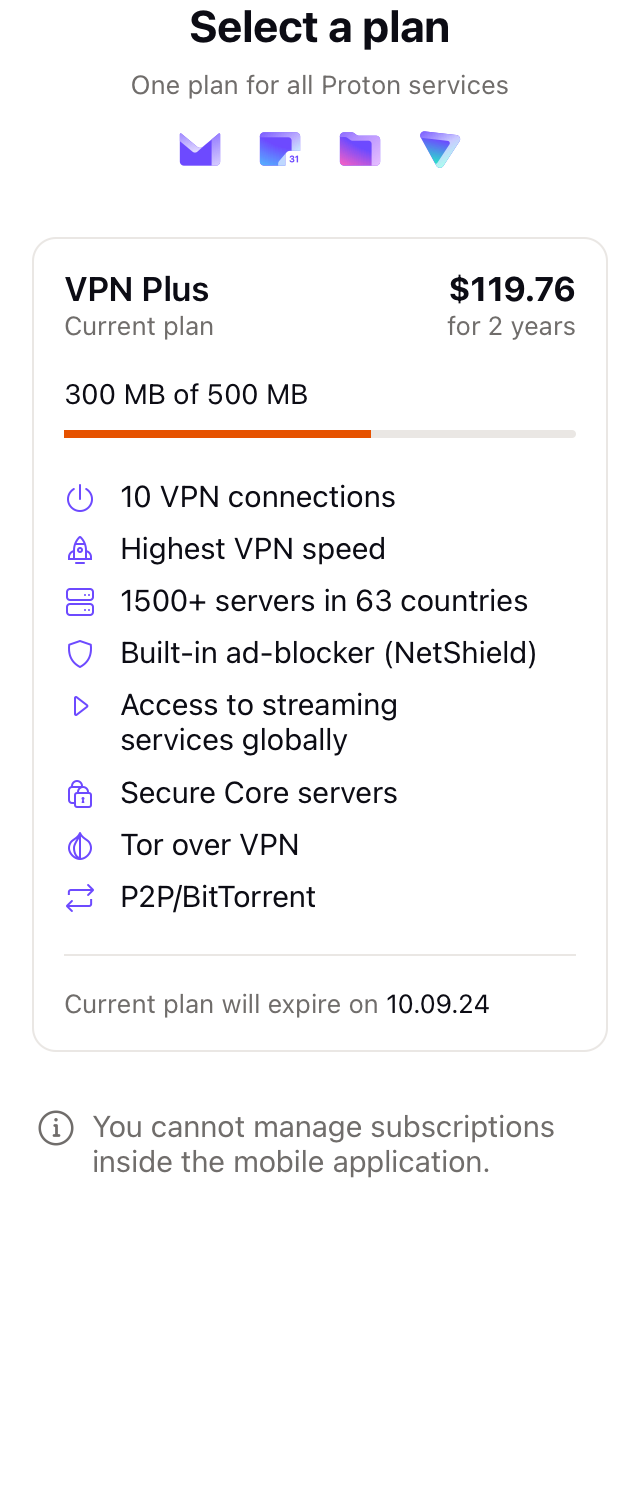 Select a plan
One plan for all Proton services
31
VPN Plus
$119.76
Current plan
for 2 years
300 MB of 500 MB
10 VPN connections
Highest VPN speed
1500+ servers in 63 countries
Built-in ad-blocker (NetShield)
Access to streaming
services globally
Secure Core servers
Tor over VPN
P2P/BitTorrent
Current plan will expire on 10.09.24
You cannot manage subscriptions
inside the mobile application.